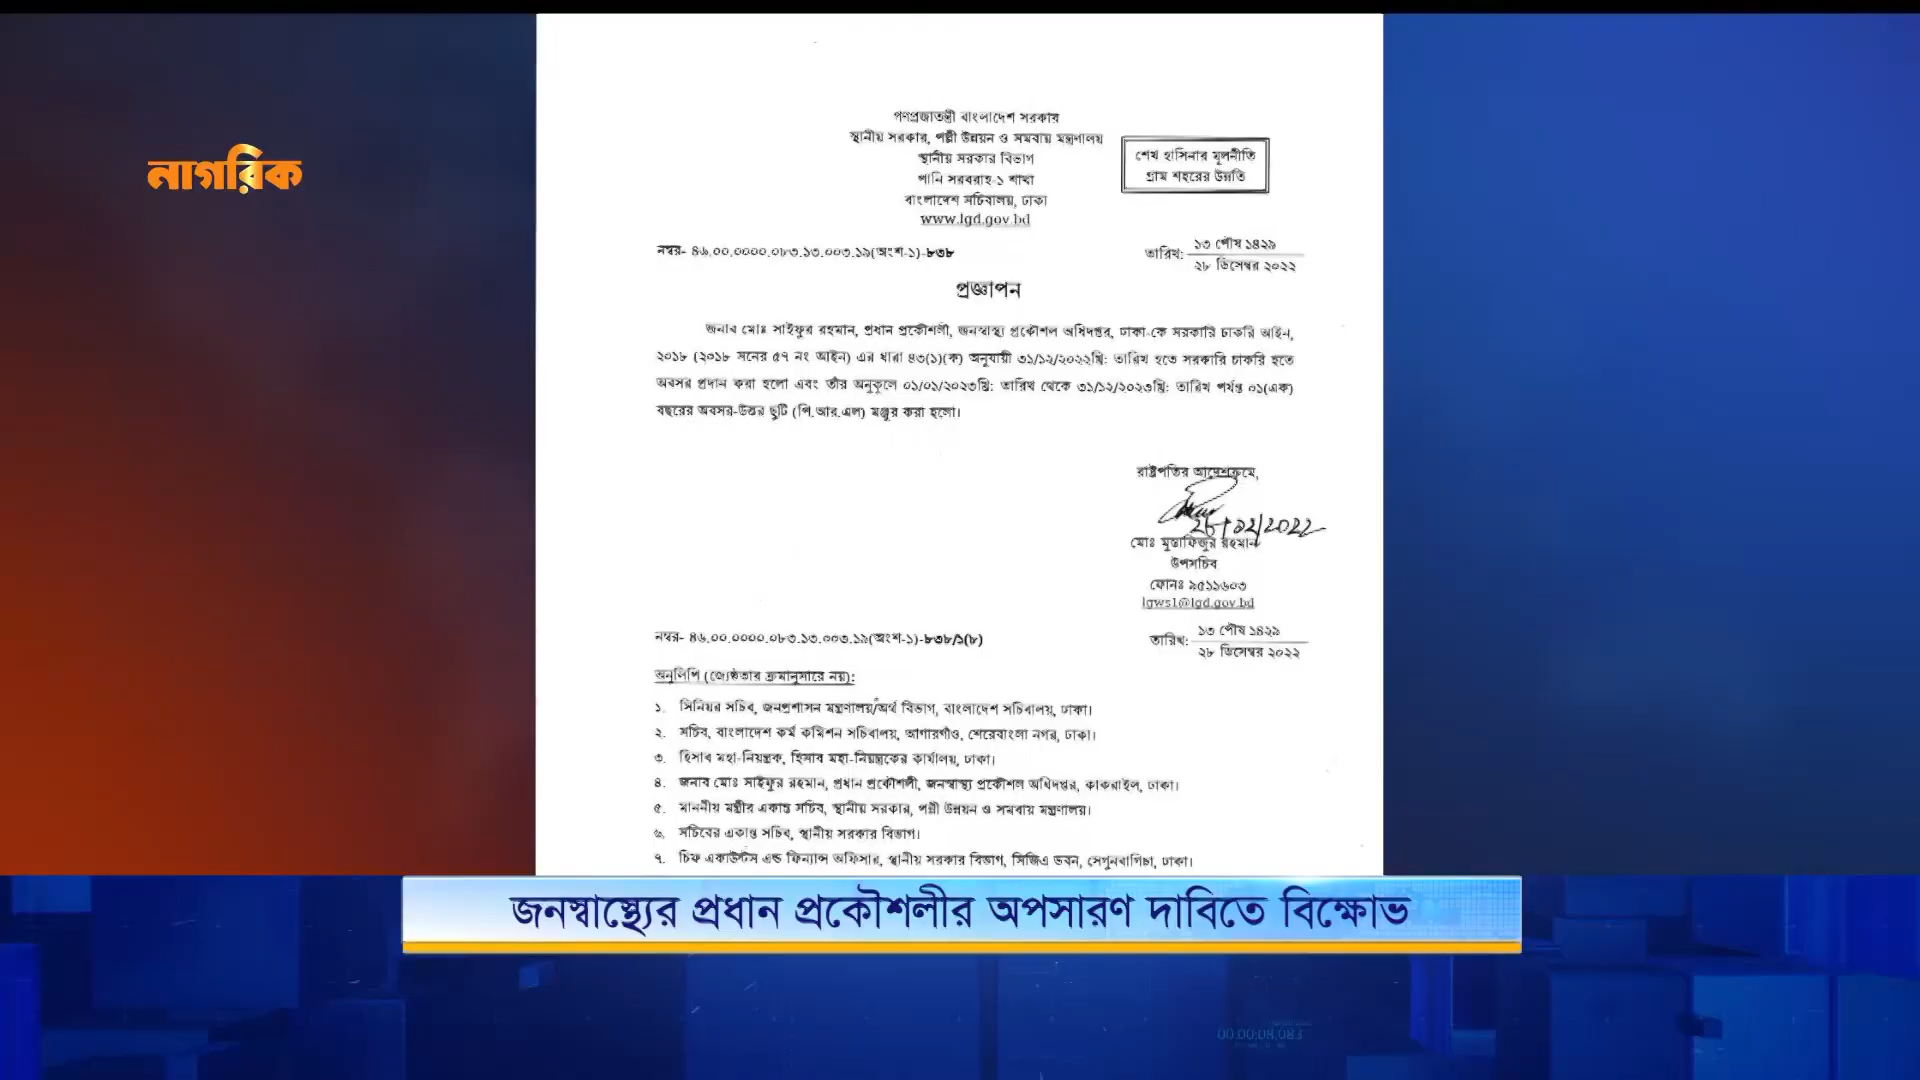 নাগরিক
গণপ্রজাতন্ত্রী বাংলাদেশ সরকার
স্থানীয় সরকার, পল্লী উন্নয়ন ও সমবায় মন্ত্রণালয়
স্থানীয় সরকার বিভাগ
পানি সরবরাহ-১ শাখা
বাংলাদেশ সচিবালয়, ঢাকা
www.lgd.gov.bd
শেখ হাসিনার মূলনীতি
গ্রাম শহরের উন্নতি
নম্বর- ৪৬.০০.০০০০.০৮৩.১৩.০০৩.১৯(অংশ-১)-৮৩৮
তারিখ: ১৩ পৌষ ১৪২৯
২৮ ডিসেম্বর ২০২২
প্রজ্ঞাপন
জনাব মোঃ সাইফুর রহমান, প্রধান প্রকৌশলী, জনস্বাস্থ্য প্রকৌশল অধিদপ্তর, ঢাকা-কে সরকারি চাকরি আইন,
২০১৮ (২০১৮ সনের ৫৭ নং আইন) এর ধারা ৪৩(১)(ক) অনুযায়ী ৩১/১২/২০২২খ্রি: তারিখ হতে সরকারি চাকরি হতে
অবসর প্রদান করা হলো এবং তাঁর অনুকূলে ০১/০১/২০২৩খ্রি: তারিখ থেকে ৩১/১২/২০২৩খ্রি: তারিখ পর্যন্ত ০১(এক)
বছরের অবসর-উত্তর ছুটি (পি.আর.এল) মঞ্জুর করা হলো।
রাষ্ট্রপতির আদেশক্রমে,
২৮/১২/২০২২
মোঃ মুস্তাফিজুর রহমান
উপসচিব
ফোনঃ ৯৫১১৬০৩
lgws1@lgd.gov.bd
নম্বর- ৪৬.০০.০০০০.০৮৩.১৩.০০৩.১৯(অংশ-১)-৮৩৮/১(৮)
তারিখ: ১৩ পৌষ ১৪২৯
২৮ ডিসেম্বর ২০২২
অনুলিপি (জ্যেষ্ঠতার ক্রমানুসারে নয়):
১. সিনিয়র সচিব, জনপ্রশাসন মন্ত্রণালয়/অর্থ বিভাগ, বাংলাদেশ সচিবালয়, ঢাকা।
২. সচিব, বাংলাদেশ কর্ম কমিশন সচিবালয়, আগারগাঁও, শেরেবাংলা নগর, ঢাকা।
৩. হিসাব মহা-নিয়ন্ত্রক, হিসাব মহা-নিয়ন্ত্রকের কার্যালয়, ঢাকা।
৪. জনাব মোঃ সাইফুর রহমান, প্রধান প্রকৌশলী, জনস্বাস্থ্য প্রকৌশল অধিদপ্তর, কাকরাইল, ঢাকা।
৫. মাননীয় মন্ত্রীর একান্ত সচিব, স্থানীয় সরকার, পল্লী উন্নয়ন ও সমবায় মন্ত্রণালয়।
৬. সচিবের একান্ত সচিব, স্থানীয় সরকার বিভাগ।
৭. চিফ একাউন্টস এন্ড ফিন্যান্স অফিসার, স্থানীয় সরকার বিভাগ, সিজিএ ভবন, সেগুনবাগিচা, ঢাকা।
জনস্বাস্থ্যের প্রধান প্রকৌশলীর অপসারণ দাবিতে বিক্ষোভ